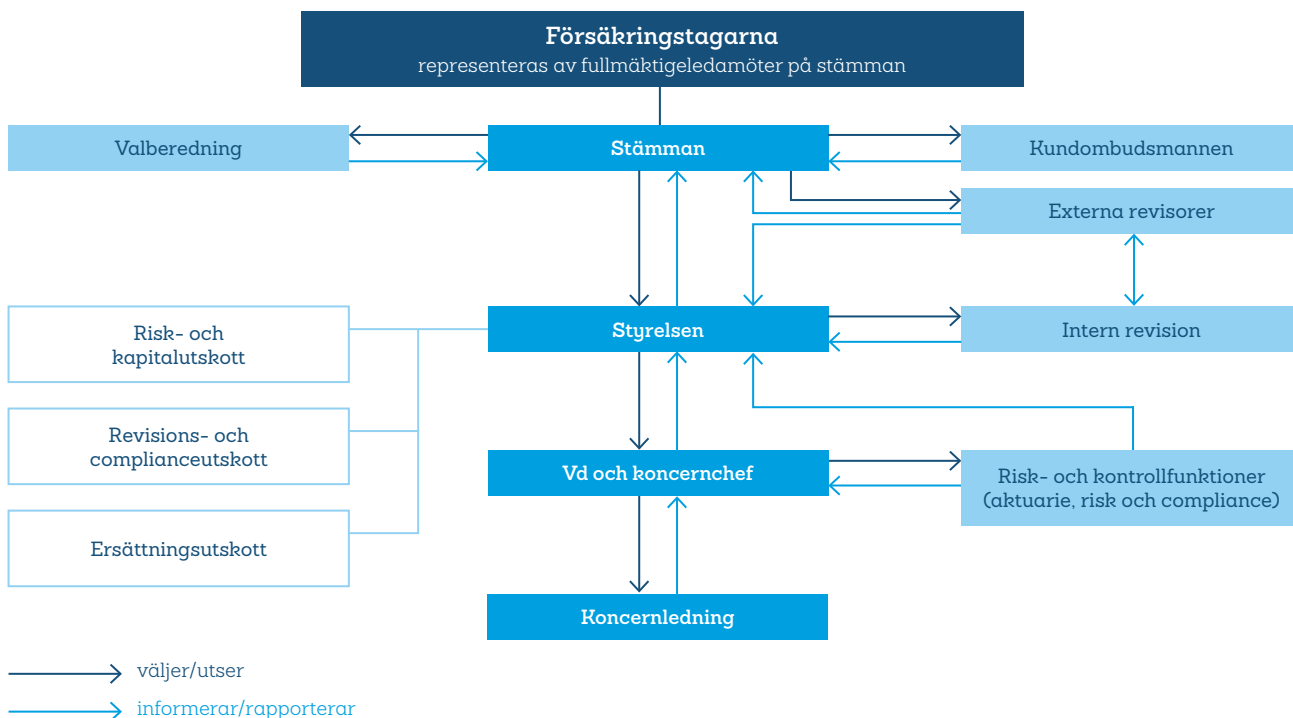 Försäkringstagarna
representeras av fullmäktigeledamöter på stämman
Valberedning
Stämman
Kundombudsmannen
Externa revisorer
Risk- och
kapitalutskott
Styrelsen
Intern revision
Revisions- och
complianceutskott
Vd och koncernchef
Risk- och kontrollfunktioner
(aktuarie, risk och compliance)
Ersättningsutskott
Koncernledning
väljer/utser
informerar/rapporterar